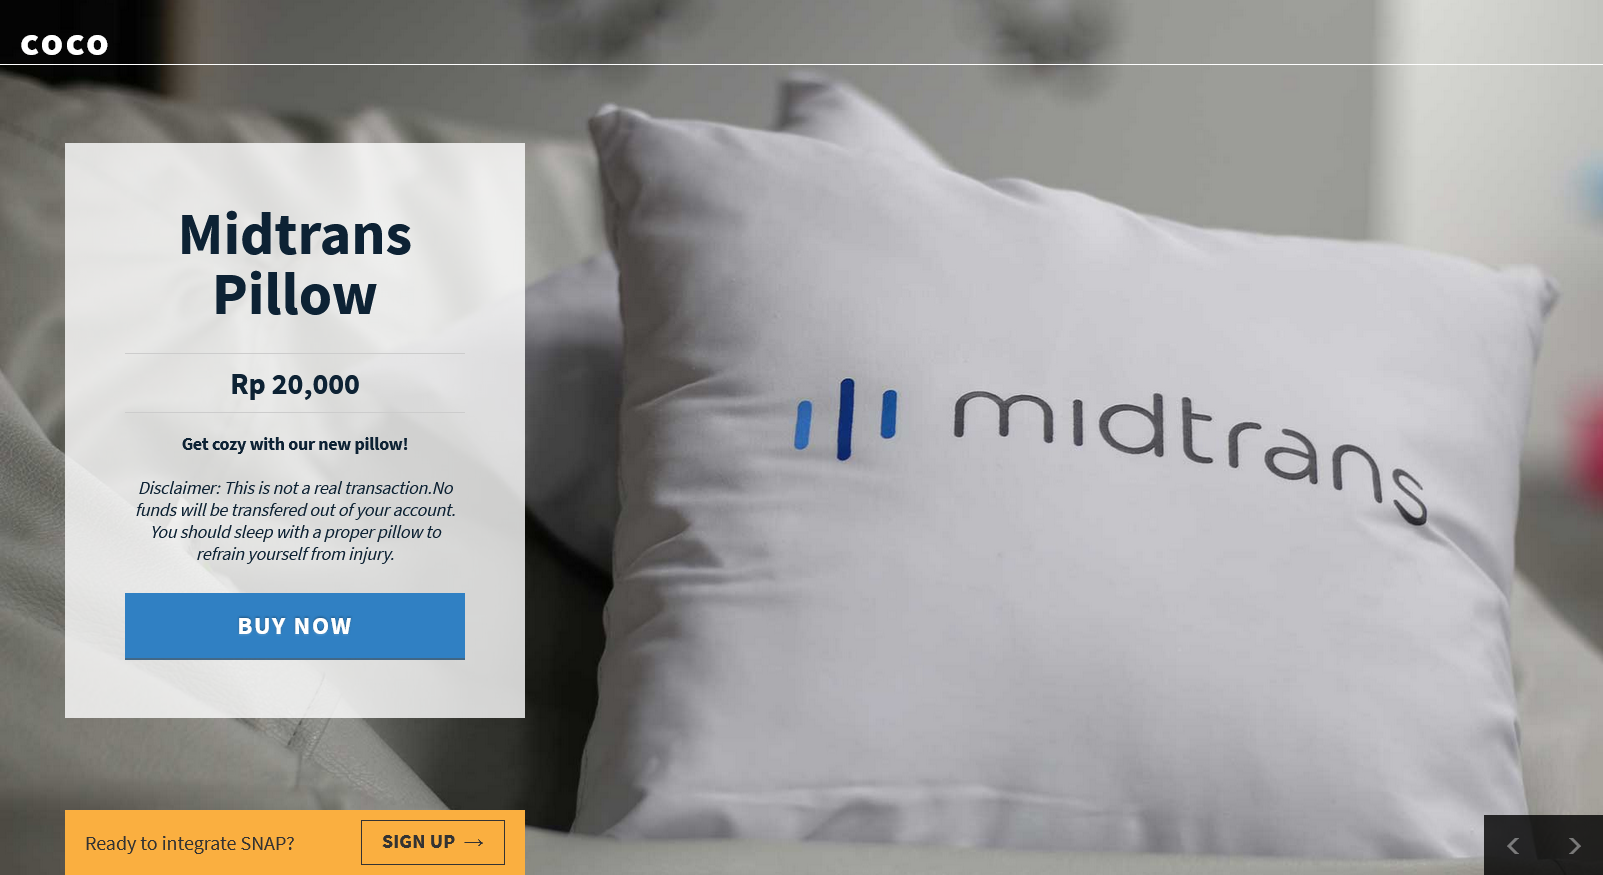 coco
Midtrans
Pillow
Rp 20,000
Get cozy with our new pillow!
Disclaimer: This is not a real transaction.No
funds will be transfered out of your account.
You should sleep with a proper pillow to
refrain yourself from injury.
BUY NOW
midtrans
Ready to integrate SNAP?
SIGN UP →